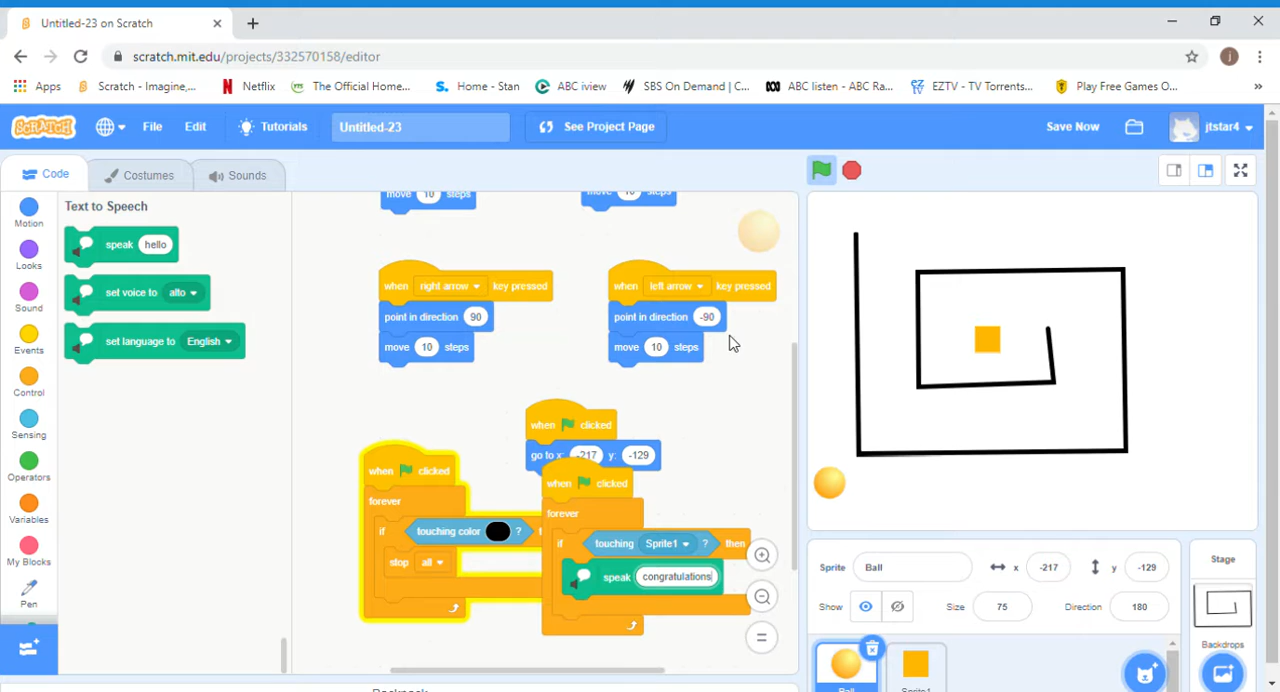 Untitled-23 on Scratch
scratch.mit.edu/projects/332570158/editor
j
Apps
Scratch - Imagine,...
Netflix
The Official Home...
Home - Stan
ABC iview
SBS On Demand | C...
ABC listen - ABC Ra...
EZTV - TV Torrents...
Play Free Games O...
»
SCRATCH
File
Edit
Tutorials
Untitled-23
See Project Page
Save Now
jtstar4
Code
Costumes
Sounds
Motion
Looks
Sound
Events
Control
Sensing
Operators
Variables
My Blocks
Pen
Text to Speech
speak hello
set voice to alto
set language to English
move 10 steps
move 10 steps
when right arrow key pressed
point in direction 90
move 10 steps
when left arrow key pressed
point in direction -90
move 10 steps
when clicked
go to x: -217 y: -129
when clicked
forever
if touching color ?
stop all
when clicked
forever
if touching Sprite1 ? then
speak congratulations
Sprite Ball x -217 y -129
Show Size 75 Direction 180
Ball
Sprite1
Stage
Backdrops
Backpack